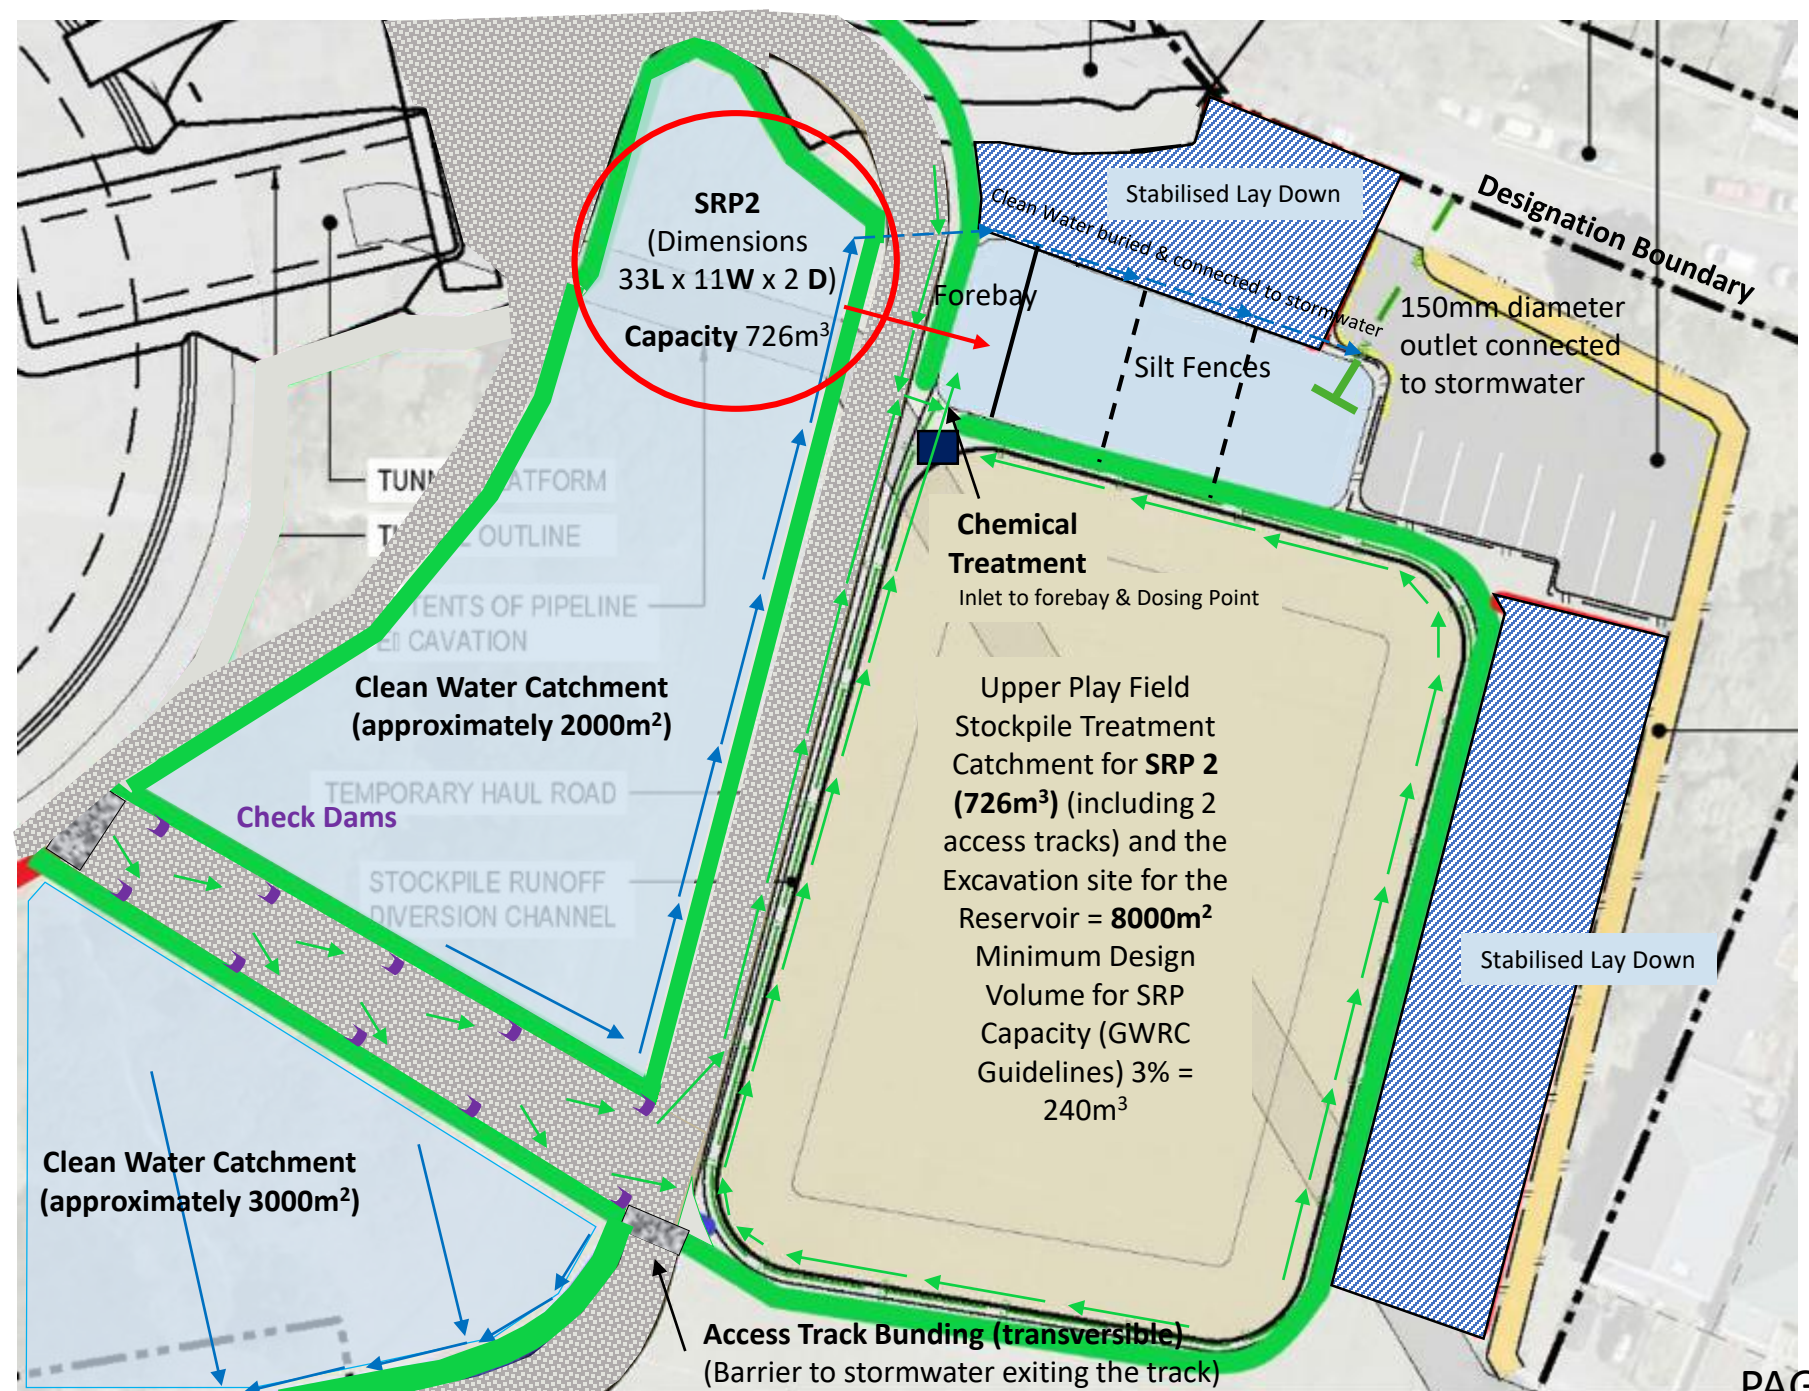 SRP2
(Dimensions
33L x 11W x 2 D)
Capacity 726m³
Stabilised Lay Down
Clean Water buried & connected to stormwater
Designation Boundary
Forebay
Silt Fences
150mm diameter
outlet connected
to stormwater
ATFORM
OUTLINE
TENTS OF PIPELINE
CAVATION
Chemical
Treatment
Inlet to forebay & Dosing Point
Clean Water Catchment
(approximately 2000m²)
TEMPORARY HAUL ROAD
Check Dams
STOCKPILE RUNOFF
DIVERSION CHANNEL
Upper Play Field
Stockpile Treatment
Catchment for SRP 2
(726m³) (including 2
access tracks) and the
Excavation site for the
Reservoir = 8000m²
Minimum Design
Volume for SRP
Capacity (GWRC
Guidelines) 3% =
240m³
Stabilised Lay Down
Clean Water Catchment
(approximately 3000m²)
Access Track Bunding (transversible)
(Barrier to stormwater exiting the track)
PAG